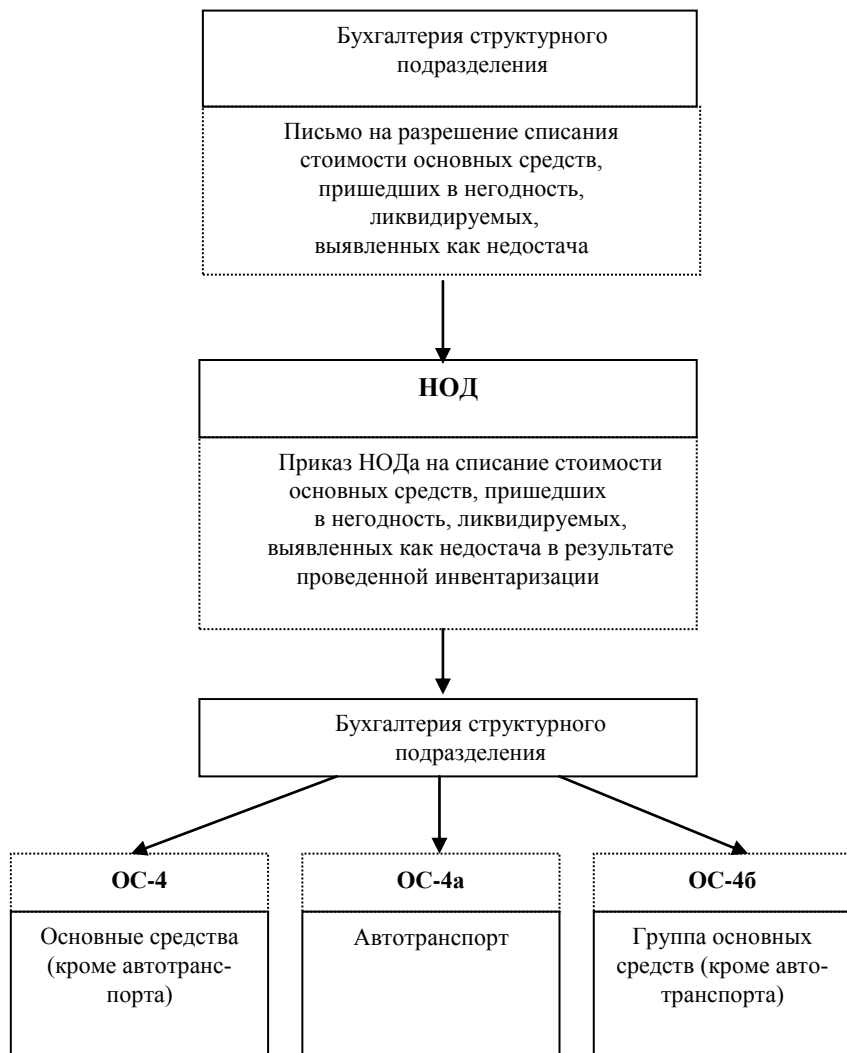 Бухгалтерия структурного
подразделения
Письмо на разрешение списания
стоимости основных средств,
пришедших в негодность,
ликвидируемых,
выявленных как недостача
НОД
Приказ НОДа на списание стоимости
основных средств, пришедших
в негодность, ликвидируемых,
выявленных как недостача в результате
проведенной инвентаризации
Бухгалтерия структурного
подразделения
ОС-4
Основные средства
(кроме автотранс-
порта)
ОС-4а
Автотранспорт
ОС-4б
Группа основных
средств (кроме авто-
транспорта)